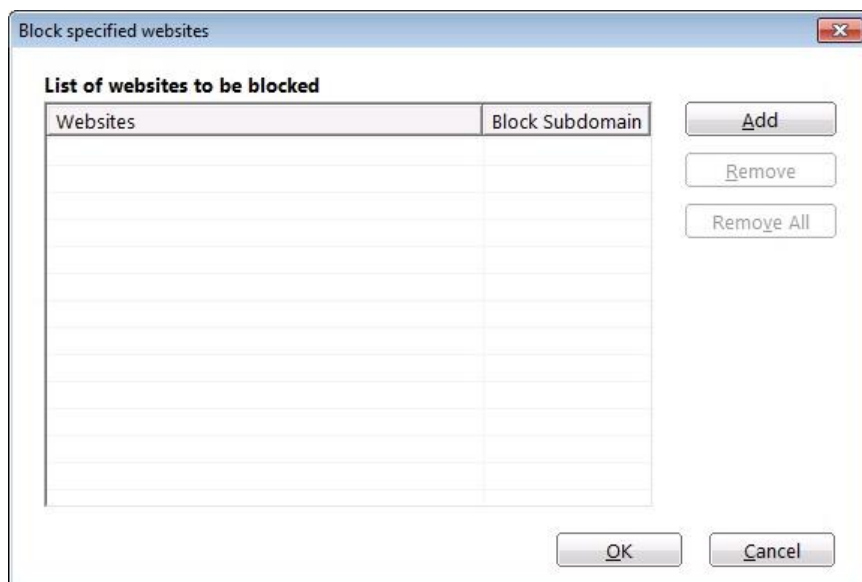 Block specified websites
List of websites to be blocked
Websites Block Subdomain
Add
Remove
Remove All
OK Cancel